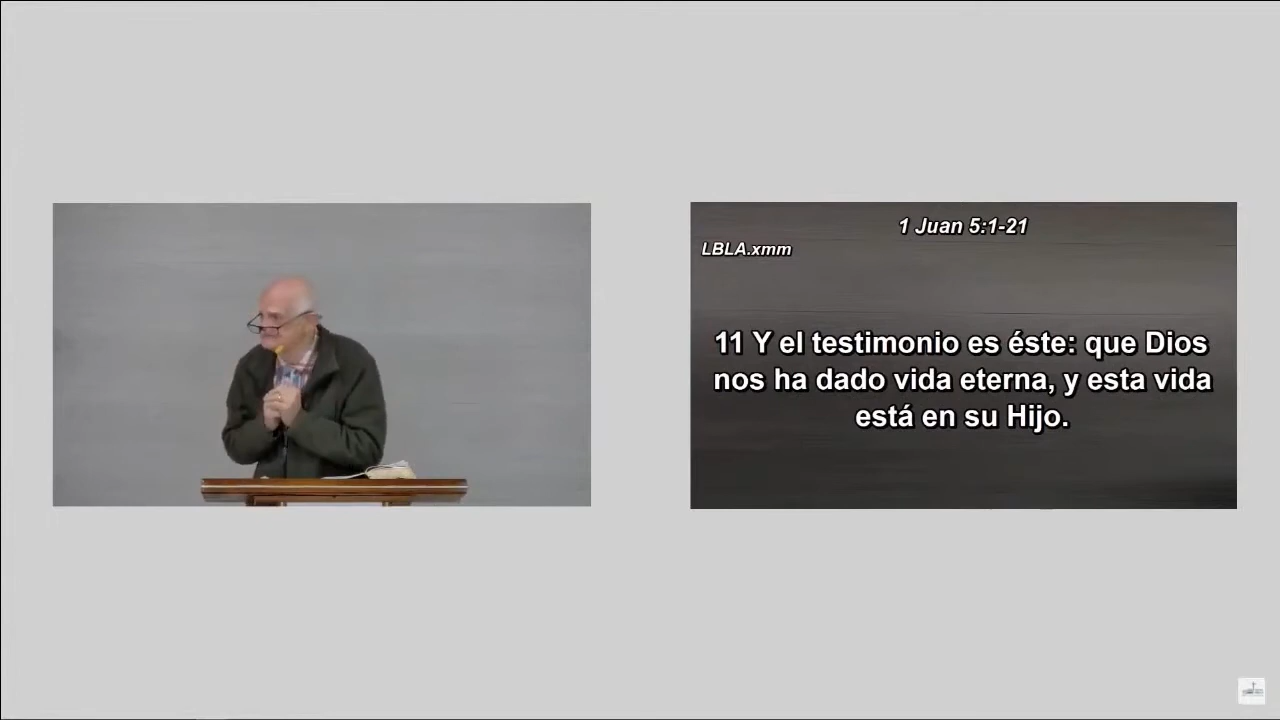 1 Juan 5:1-21
LBLA.xmm
11 Y el testimonio es éste: que Dios
nos ha dado vida eterna, y esta vida
está en su Hijo.